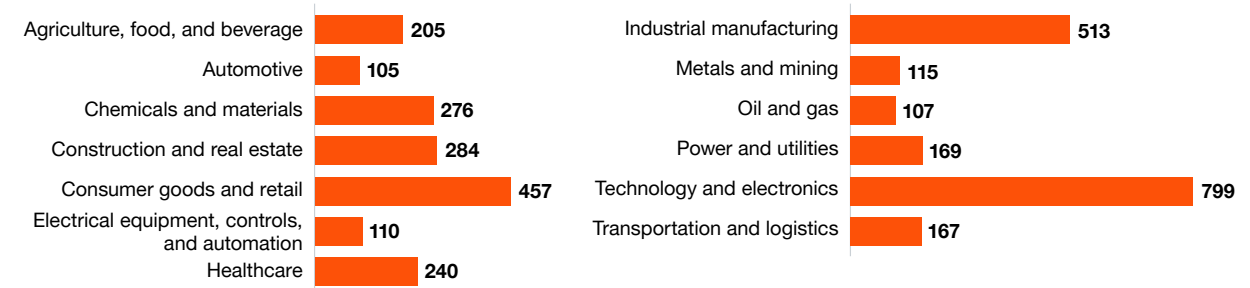 Agriculture, food, and beverage 205
Automotive 105
Chemicals and materials 276
Construction and real estate 284
Consumer goods and retail 457
Electrical equipment, controls,
and automation 110
Healthcare 240
Industrial manufacturing 513
Metals and mining 115
Oil and gas 107
Power and utilities 169
Technology and electronics 799
Transportation and logistics 167